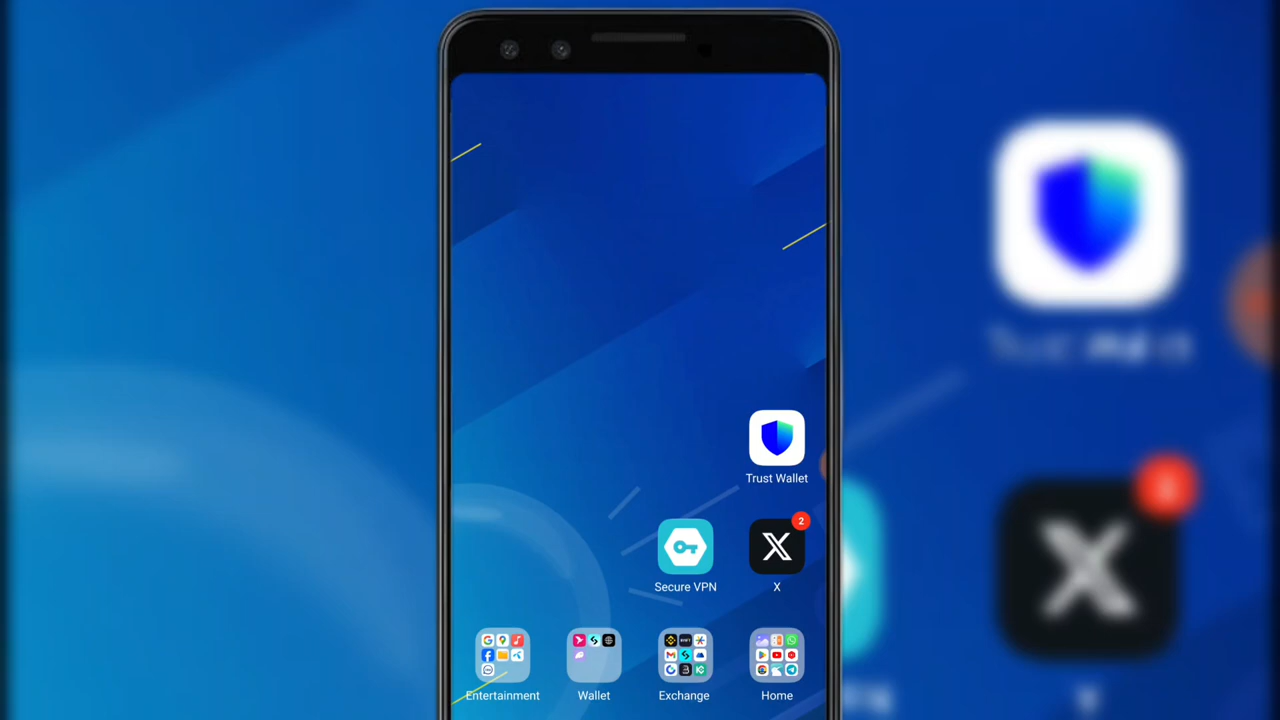 Trust Wallet
2
Secure VPN
X
Entertainment
Wallet
Exchange
Home